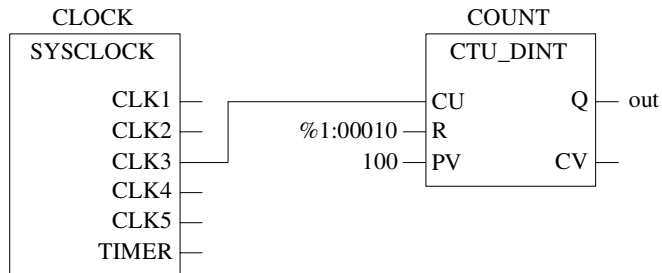 CLOCK
SYSCLOCK
CLK1
CLK2
CLK3
CLK4
CLK5
TIMER
COUNT
CTU_DINT
CU Q out
%1:00010 R
100 PV CV